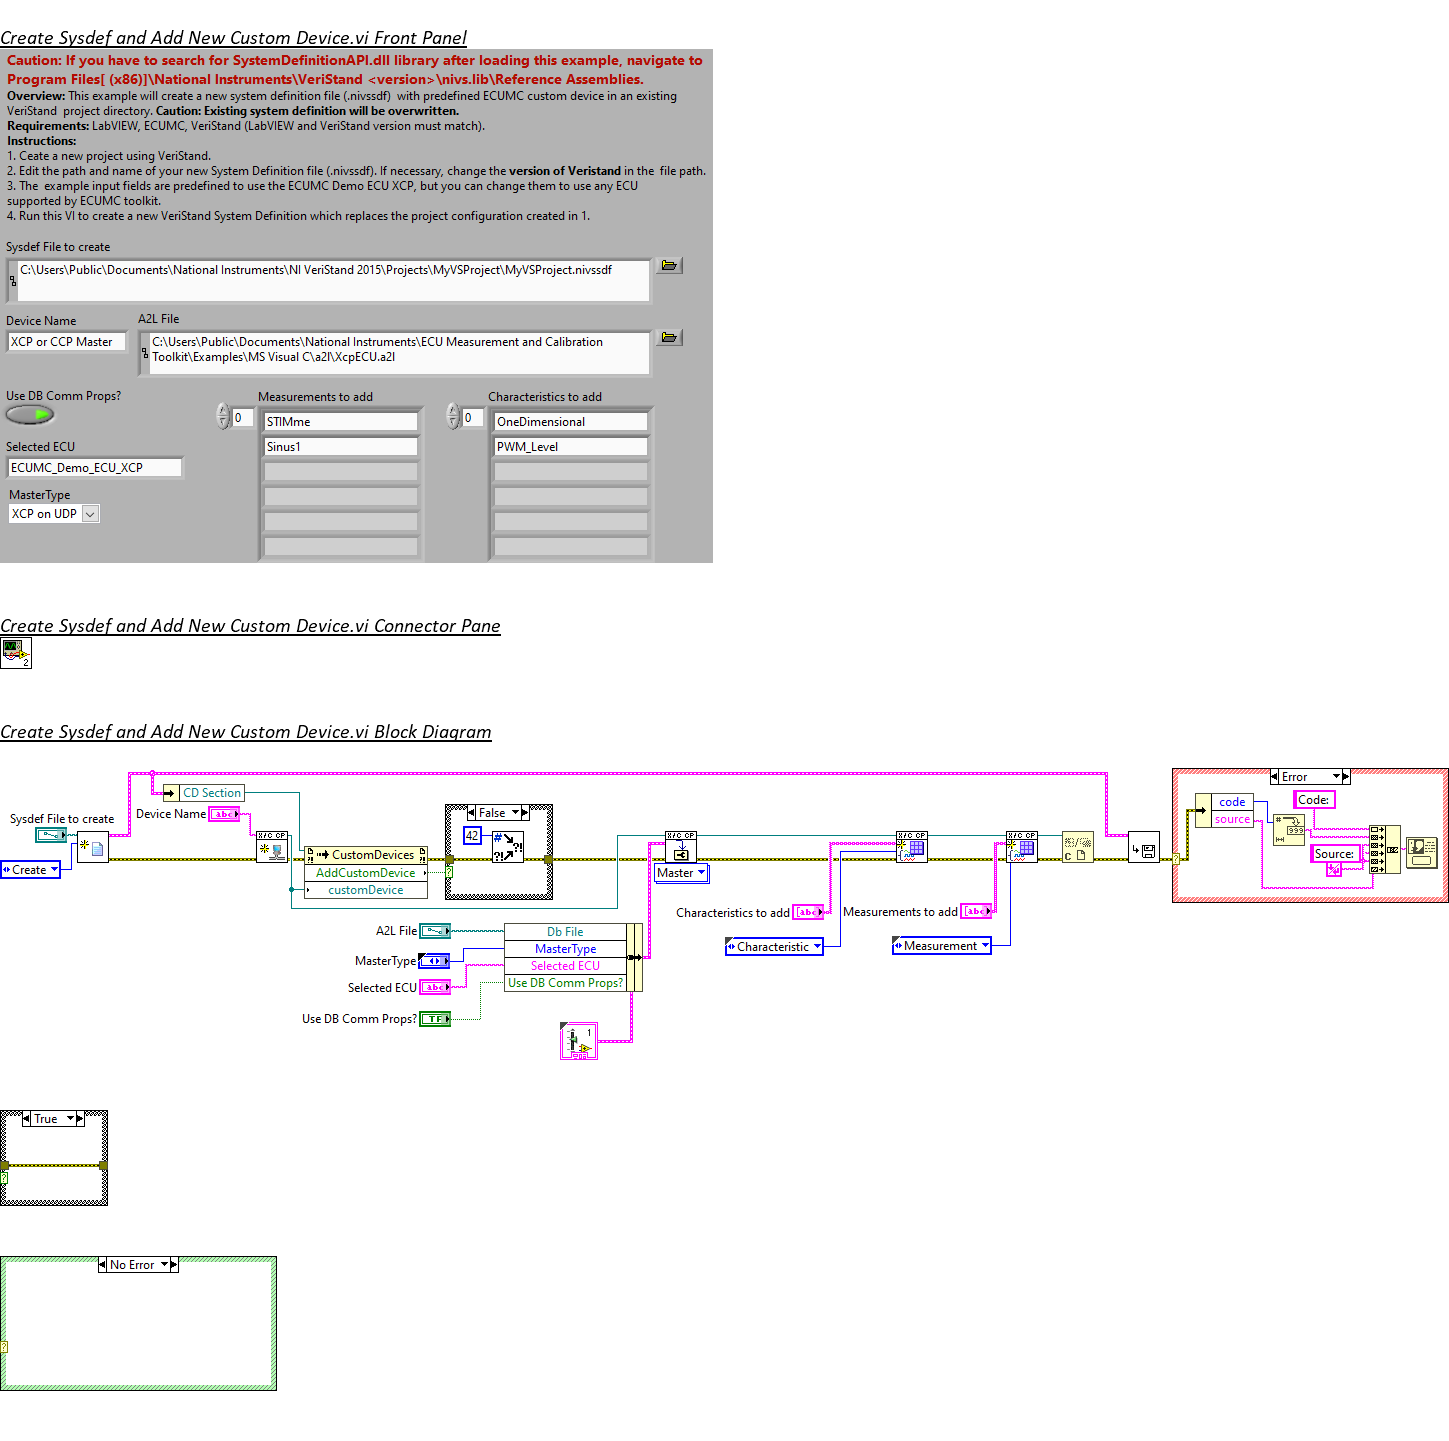 Create Sysdef and Add New Custom Device.vi Front Panel
Caution: If you have to search for SystemDefinitionAPI.dll library after loading this example, navigate to
Program Files[ (x86)]\National Instruments\VeriStand <version>\nivs.lib\Reference Assemblies.
Overview: This example will create a new system definition file (.nivssdf)  with predefined ECUMC custom device in an existing
VeriStand  project directory. Caution: Existing system definition will be overwritten.
Requirements: LabVIEW, ECUMC, VeriStand (LabVIEW and VeriStand version must match).
Instructions:
1. Ceate a new project using VeriStand.
2. Edit the path and name of your new System Definition file (.nivssdf). If necessary, change the version of Veristand in the  file path.
3. The  example input fields are predefined to use the ECUMC Demo ECU XCP, but you can change them to use any ECU
supported by ECUMC toolkit.
4. Run this VI to create a new VeriStand System Definition which replaces the project configuration created in 1.
Sysdef File to create
C:\Users\Public\Documents\National Instruments\NI VeriStand 2015\Projects\MyVSProject\MyVSProject.nivssdf
Device Name
A2L File
XCP or CCP Master
C:\Users\Public\Documents\National Instruments\ECU Measurement and Calibration
Toolkit\Examples\MS Visual C\a2l\XcpECU.a2l
Use DB Comm Props?
Measurements to add
Characteristics to add
0
STIMme
0
OneDimensional
Selected ECU
Sinus1
PWM_Level
ECUMC_Demo_ECU_XCP
MasterType
XCP on UDP
Create Sysdef and Add New Custom Device.vi Connector Pane
2
Create Sysdef and Add New Custom Device.vi Block Diagram
Error
CD Section
code
source
Code:
Device Name
abc
False
Sysdef File to create
42
X/C CP
X/C CP
X/C CP
X/C CP
# 999
CustomDevices
Source:
Create
AddCustomDevice
Master
customDevice
Characteristics to add
abc
Measurements to add
abc
A2L File
Db File
Characteristic
Measurement
MasterType
MasterType
Selected ECU
abc
Selected ECU
Use DB Comm Props?
Use DB Comm Props?
TF
1
True
?
No Error
?